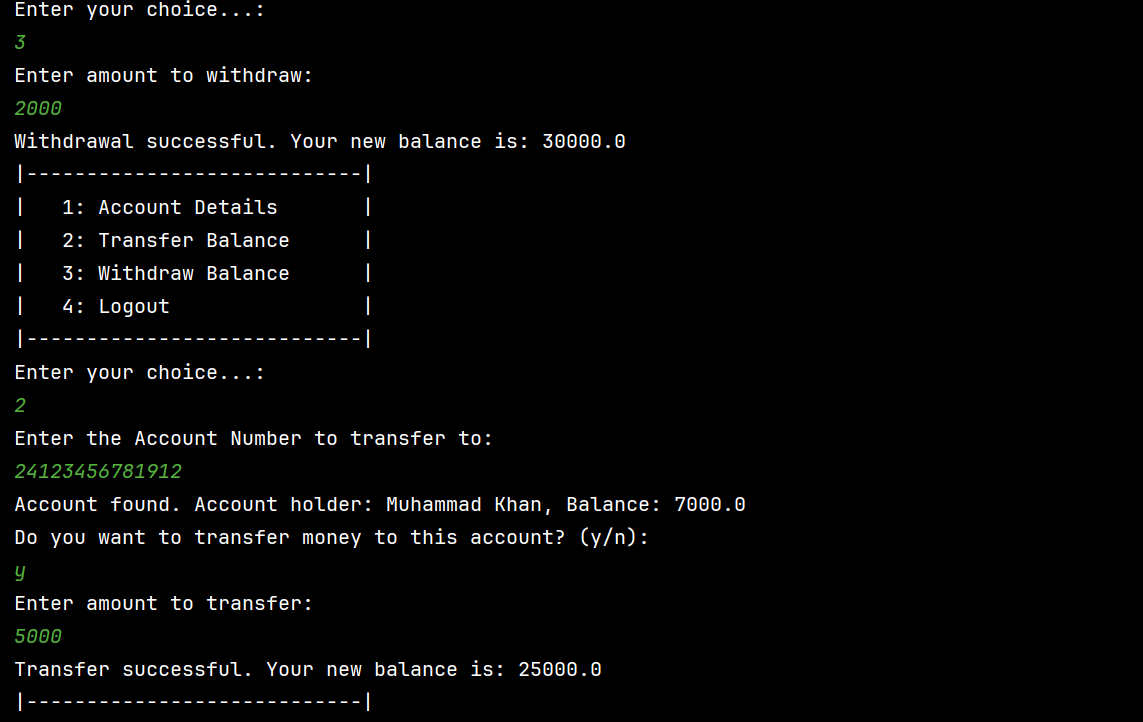 Enter your choice...:
3
Enter amount to withdraw:
2000
Withdrawal successful. Your new balance is: 30000.0
|----------------------------|
|   1: Account Details       |
|   2: Transfer Balance      |
|   3: Withdraw Balance      |
|   4: Logout                |
|----------------------------|
Enter your choice...:
2
Enter the Account Number to transfer to:
24123456781912
Account found. Account holder: Muhammad Khan, Balance: 7000.0
Do you want to transfer money to this account? (y/n):
y
Enter amount to transfer:
5000
Transfer successful. Your new balance is: 25000.0
|----------------------------|